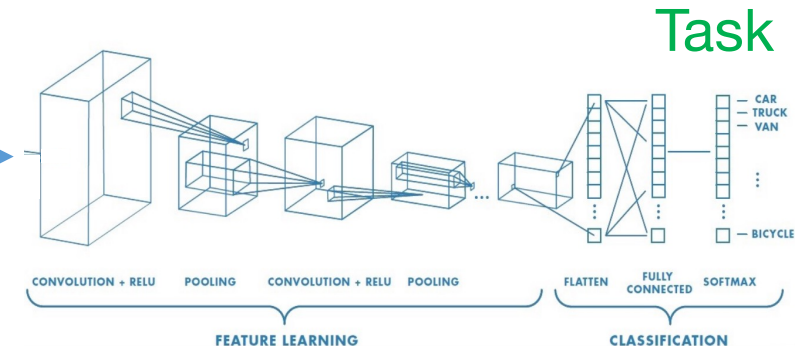 Task
CAR
TRUCK
VAN
BICYCLE
CONVOLUTION + RELU
POOLING
CONVOLUTION + RELU
POOLING
FLATTEN
FULLY
CONNECTED
SOFTMAX
FEATURE LEARNING
CLASSIFICATION